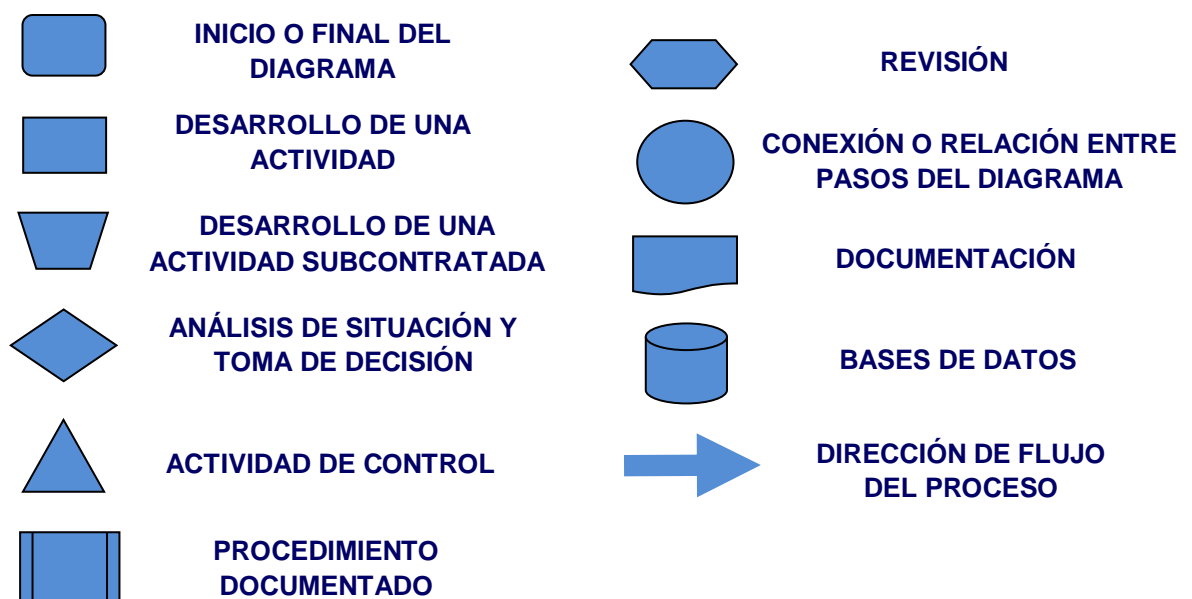 INICIO O FINAL DEL
DIAGRAMA
DESARROLLO DE UNA
ACTIVIDAD
DESARROLLO DE UNA
ACTIVIDAD SUBCONTRATADA
ANÁLISIS DE SITUACIÓN Y
TOMA DE DECISIÓN
ACTIVIDAD DE CONTROL
PROCEDIMIENTO
DOCUMENTADO
REVISIÓN
CONEXIÓN O RELACIÓN ENTRE
PASOS DEL DIAGRAMA
DOCUMENTACIÓN
BASES DE DATOS
DIRECCIÓN DE FLUJO
DEL PROCESO